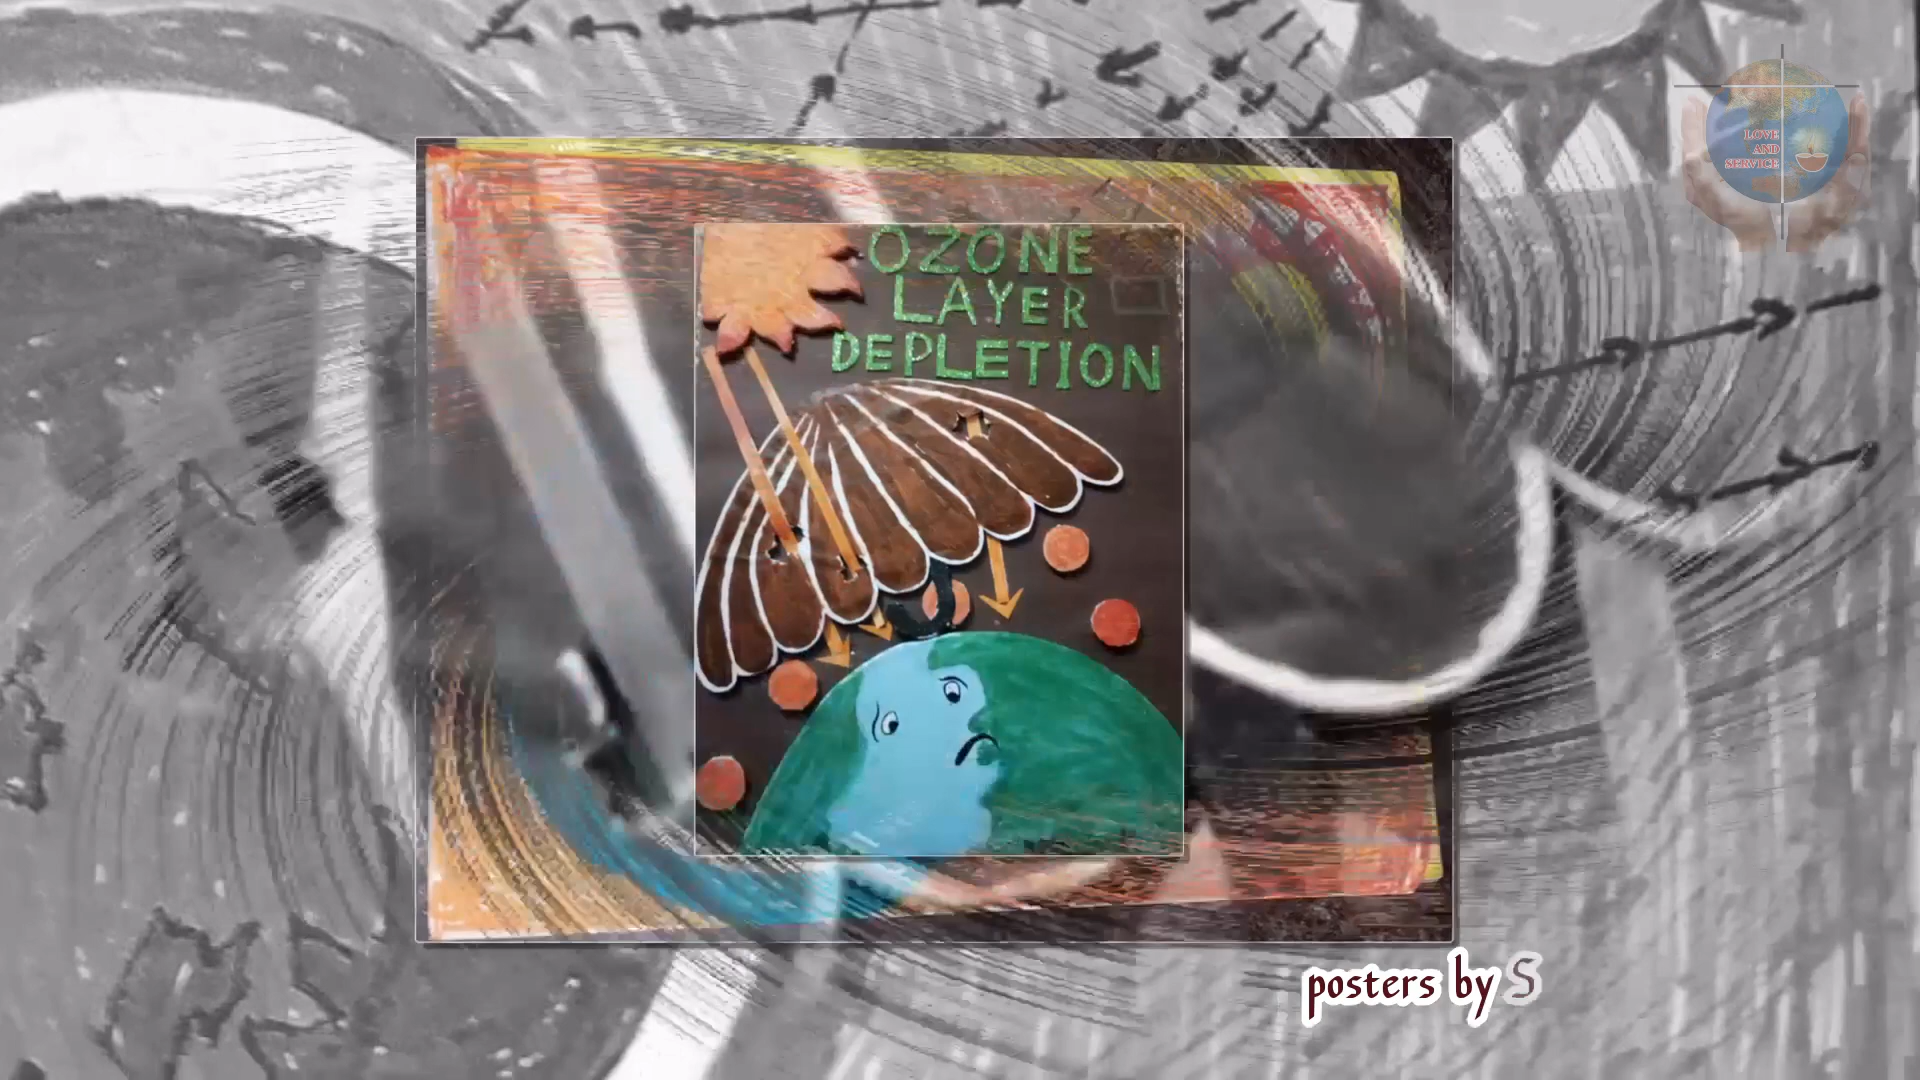 OZONE
LAYER
DEPLETION
LOVE
AND
SERVICE
posters by S